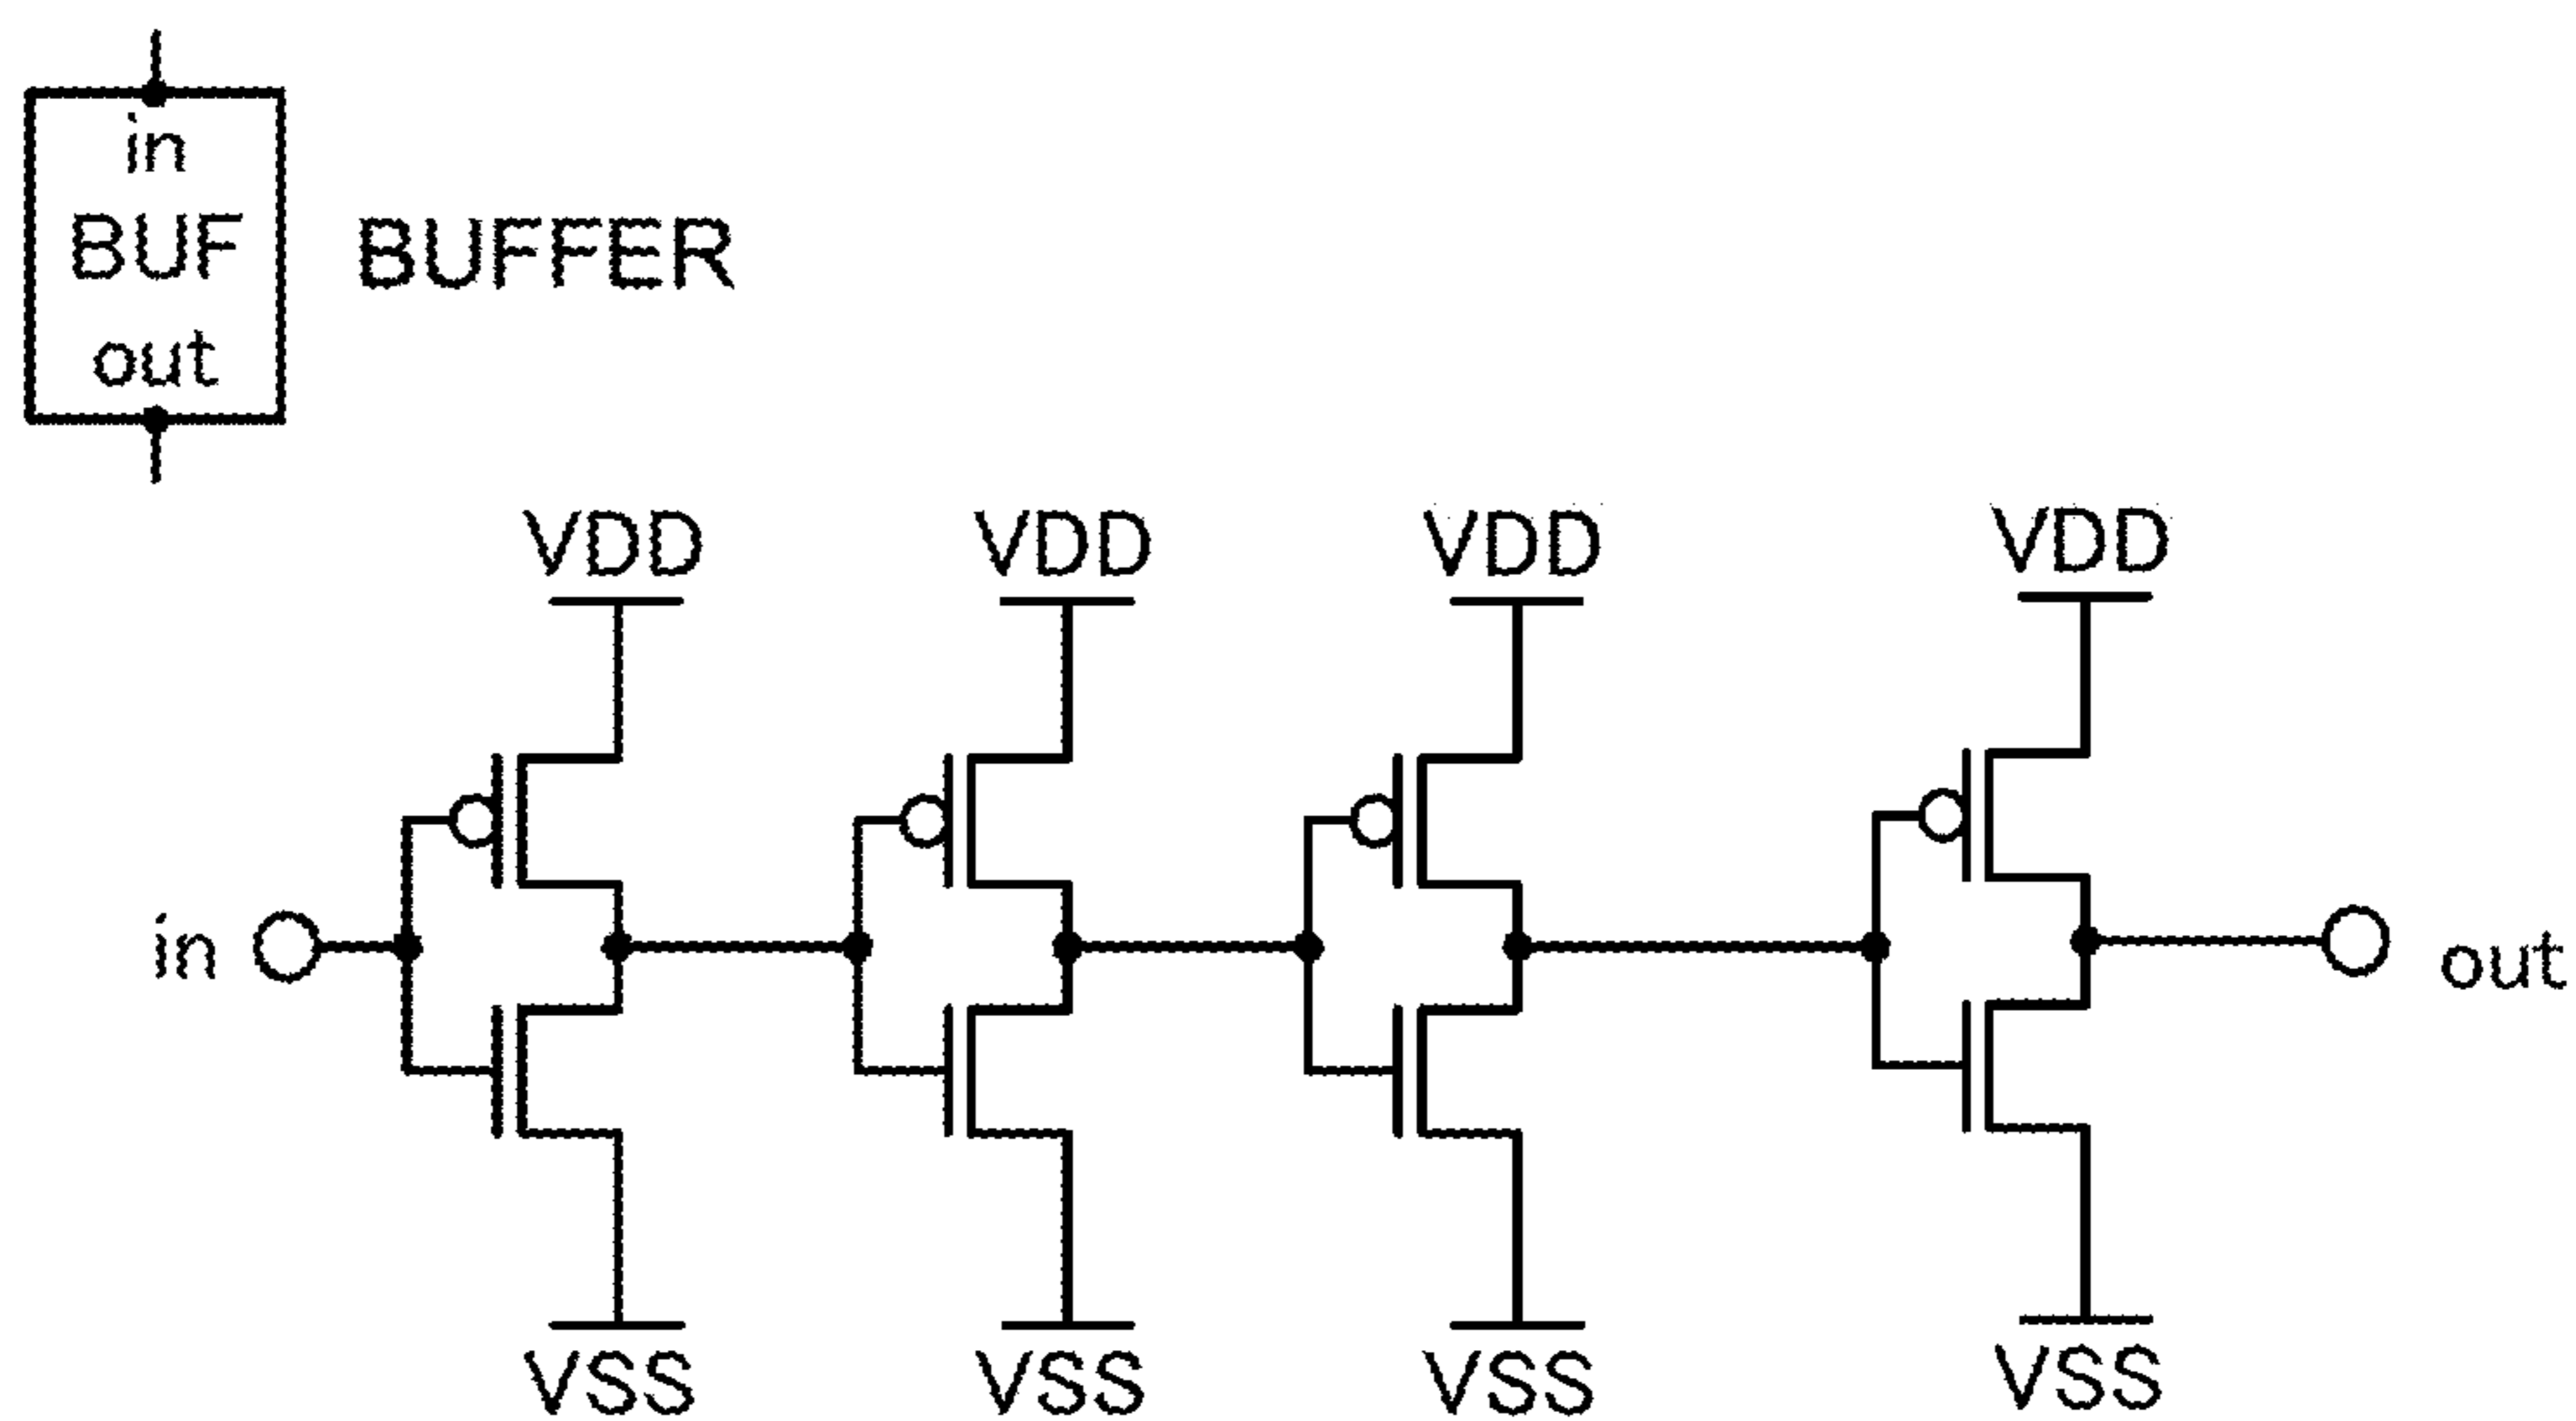 in
BUF
out
BUFFER
VDD VDD VDD VDD
in
out
VSS VSS VSS VSS